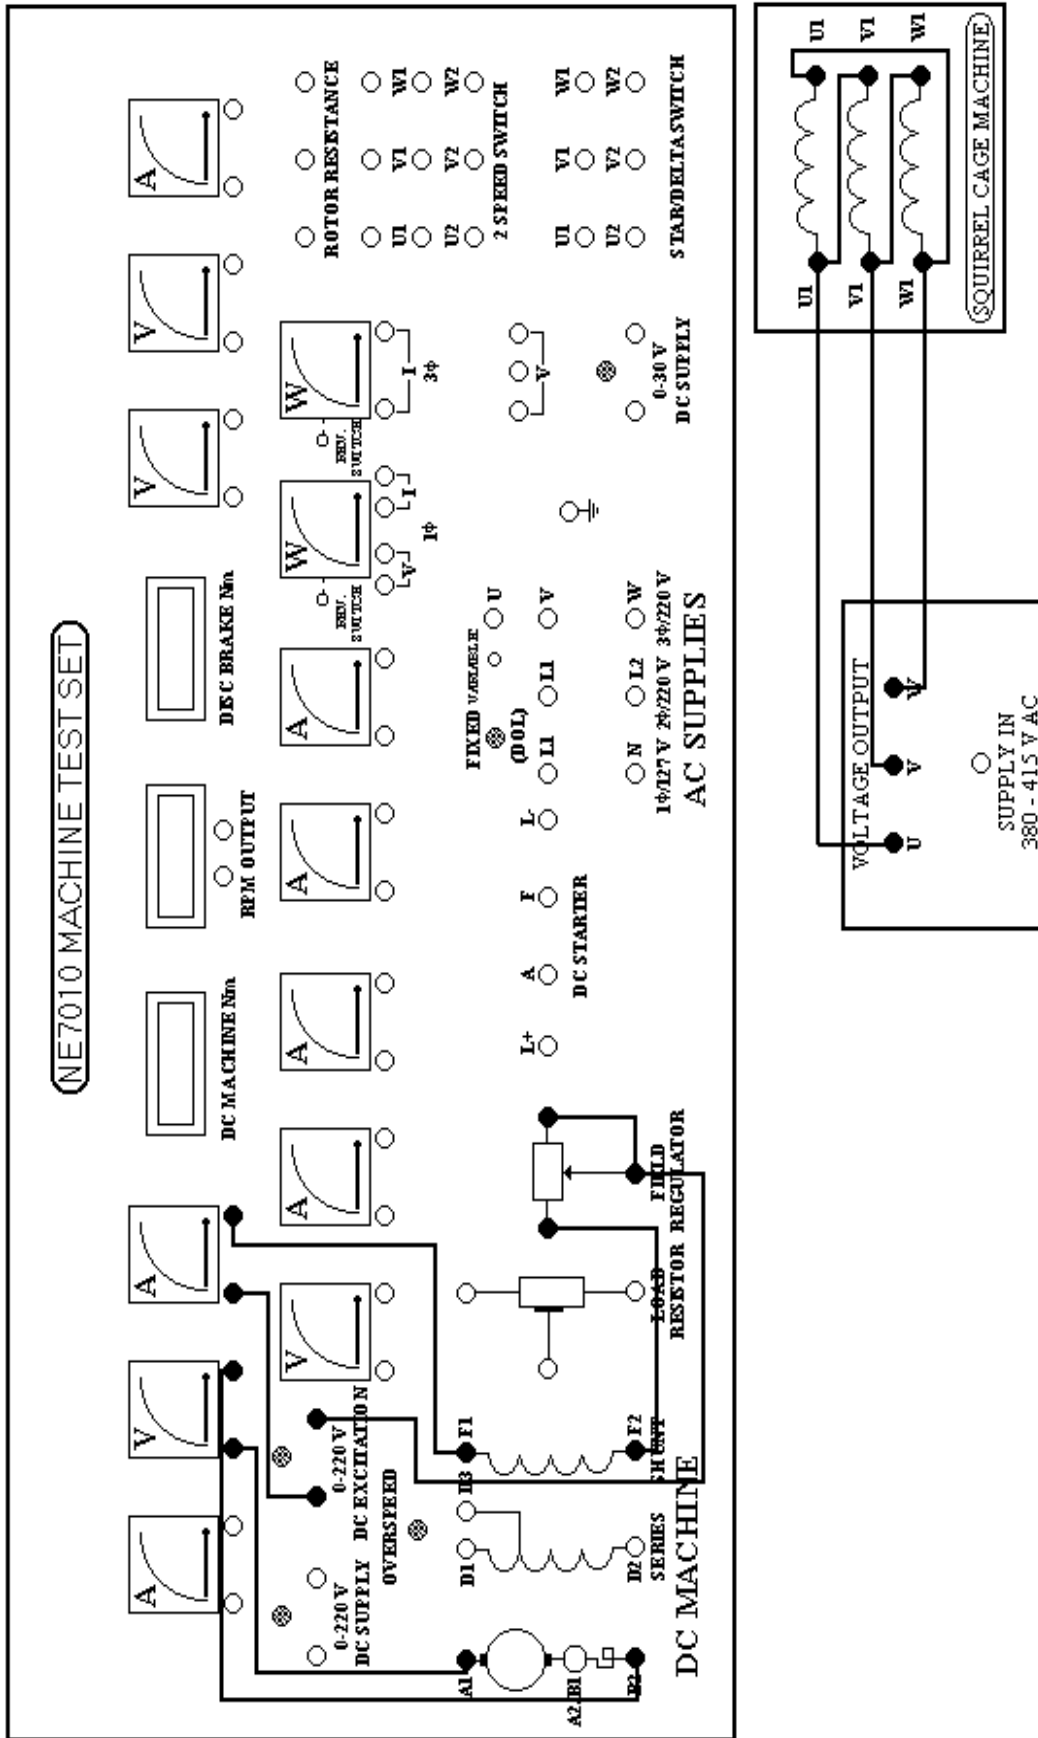 NE7010 MACHINE TEST SET
A
V
A
DC MACHINE Nm
RPM OUTPUT
DISC BRAKE Nm
V
V
A
0-220 V
DC SUPPLY
0-220 V
DC EXCITATION
OVERSPEED
V
A
A
A
A
W
REV.
SWITCH
V
I
1Φ
W
REV.
SWITCH
I
3Φ
ROTOR RESISTANCE
U1
V1
W1
U2
V2
W2
2 SPEED SWITCH
U1
V1
W1
U2
V2
W2
STAR/DELTA SWITCH
A1
A2/B1
B2
D1
D3
D2
SERIES
F1
F2
SHUNT
DC MACHINE
LOAD
RESISTOR
FIELD
REGULATOR
L+
A
F
L-
DC STARTER
FIXED
(DOL)
VARIABLE
L1
L1
U
V
N
L2
W
1Φ/127 V
2Φ/220 V
3Φ/220 V
AC SUPPLIES
V
0-30 V
DC SUPPLY
U1
V1
W1
U1
V1
W1
SQUIRREL CAGE MACHINE
VOLTAGE OUTPUT
U
V
W
SUPPLY IN
380 - 415 V AC